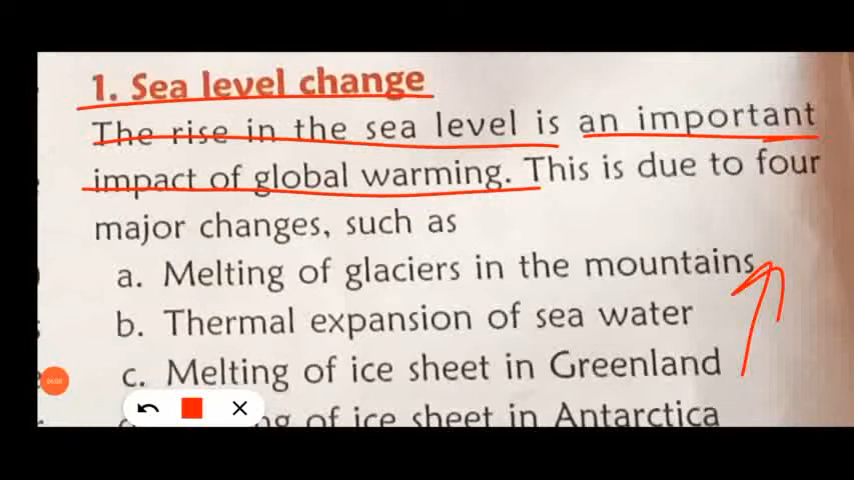 1. Sea level change
The rise in the sea level is an important
impact of global warming. This is due to four
major changes, such as
a. Melting of glaciers in the mountains
b. Thermal expansion of sea water
c. Melting of ice sheet in Greenland
of ice sheet in Antarctica